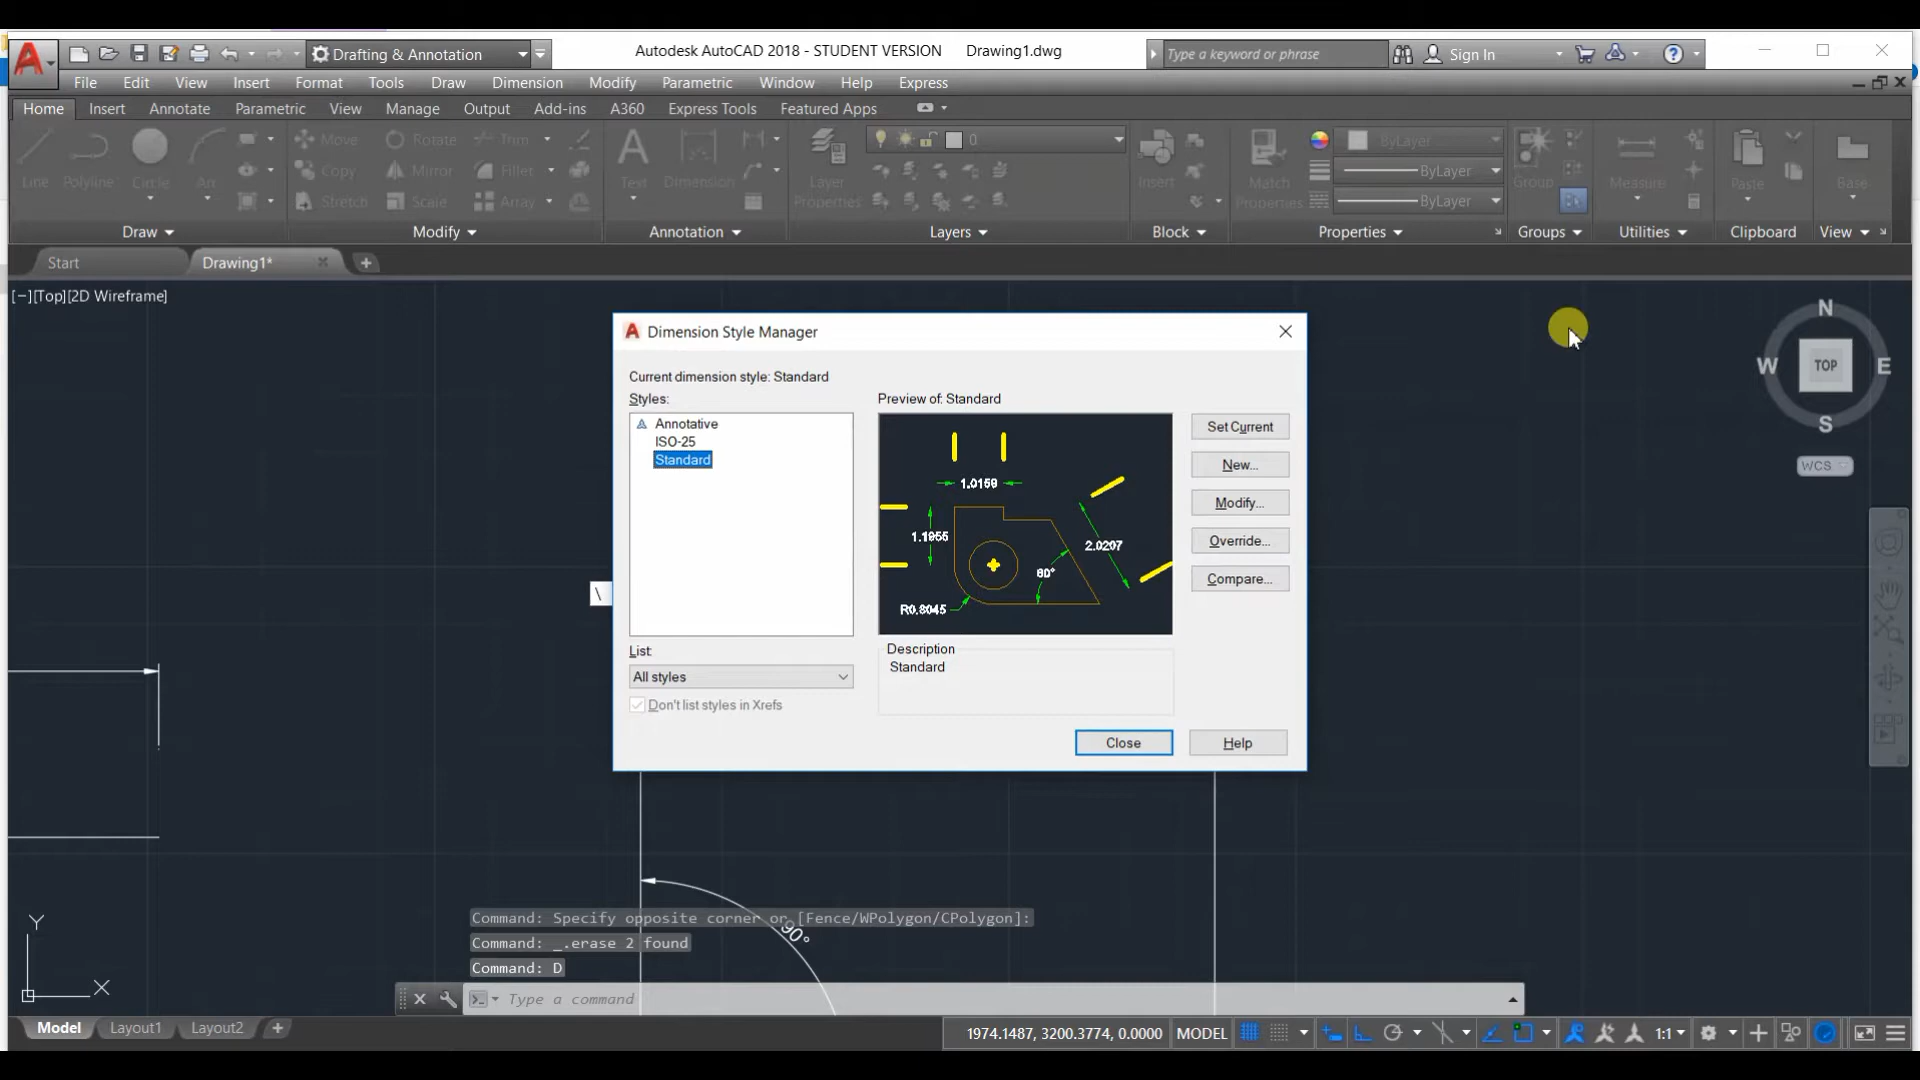 Drafting & Annotation
Autodesk AutoCAD 2018 - STUDENT VERSION Drawing1.dwg
Type a keyword or phrase
Sign In
File Edit View Insert Format Tools Draw Dimension Modify Parametric Window Help Express
Home Insert Annotate Parametric View Manage Output Add-ins A360 Express Tools Featured Apps
Line Polyline Circle Arc
Move Rotate Trim
Copy Mirror Fillet
Stretch Scale Array
Text Dimension
Layer Properties
0
Insert
Match Properties
ByLayer
ByLayer
ByLayer
Group
Measure
Paste
Base
Draw Modify Annotation Layers Block Properties Groups Utilities Clipboard View
Start Drawing1*
[−][Top][2D Wireframe]
N
W TOP E
S
WCS
Dimension Style Manager
Current dimension style: Standard
Styles:
Annotative
ISO-25
Standard
Preview of: Standard
1.0159
1.1955
2.0207
60°
R0.8045
Set Current
New...
Modify...
Override...
Compare...
List:
All styles
Don't list styles in Xrefs
Description
Standard
Close
Help
\
90°
Command: Specify opposite corner or [Fence/WPolygon/CPolygon]:
Command: _.erase 2 found
Command: D
Type a command
Y
X
Model Layout1 Layout2
1974.1487, 3200.3774, 0.0000 MODEL
1:1